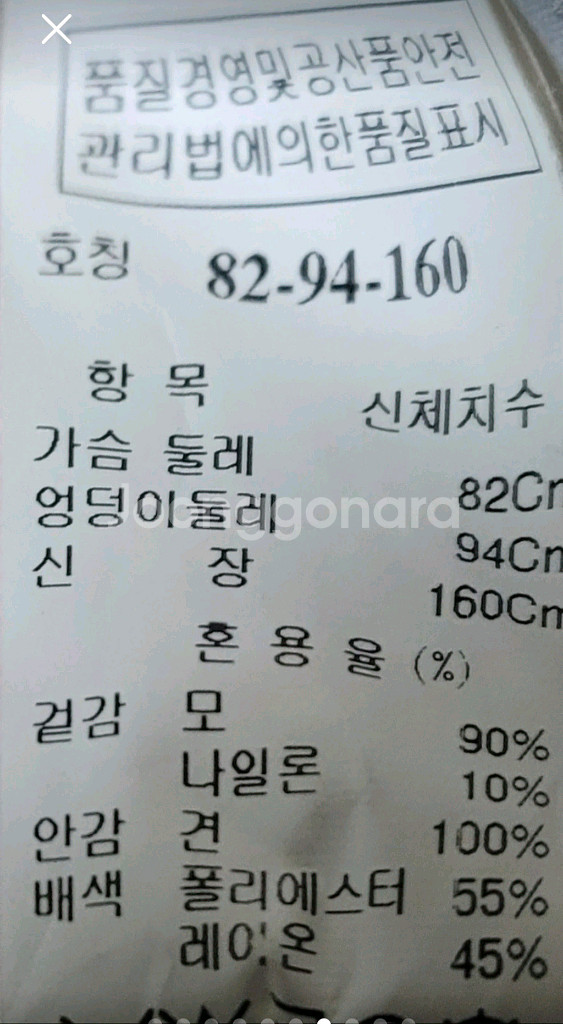 품질경영및공산품안전
관리법에의한품질표시
호칭 82-94-160
항 목 신체치수
가슴 둘레 82Cm
엉덩이둘레 94Cm
신 장 160Cm
Joonggonara
혼 용 율 (%)
겉감 모 90%
나일론 10%
안감 견 100%
배색 폴리에스터 55%
레이온 45%